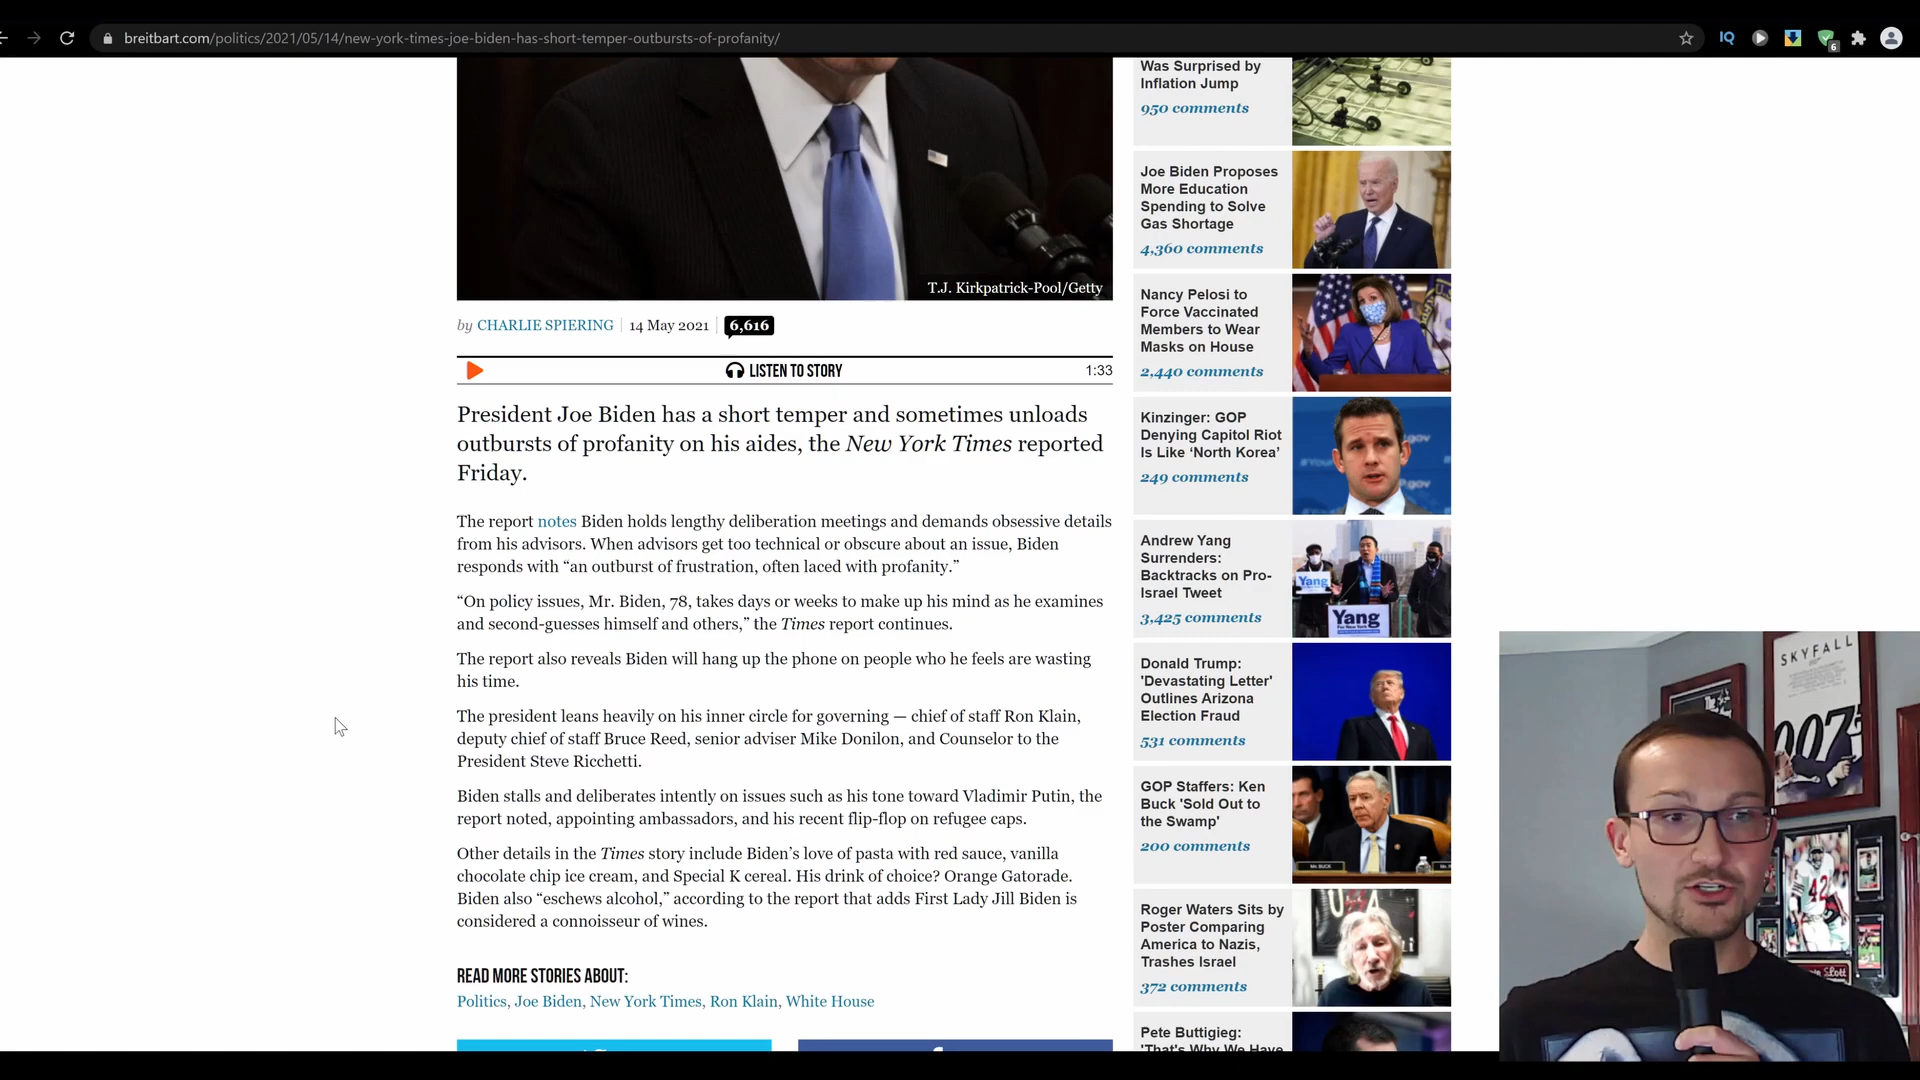 breitbart.com/politics/2021/05/14/new-york-times-joe-biden-has-short-temper-outbursts-of-profanity/
IQ
6
T.J. Kirkpatrick-Pool/Getty
by CHARLIE SPIERING 14 May 2021 6,616
LISTEN TO STORY 1:33
President Joe Biden has a short temper and sometimes unloads
outbursts of profanity on his aides, the New York Times reported
Friday.
The report notes Biden holds lengthy deliberation meetings and demands obsessive details
from his advisors. When advisors get too technical or obscure about an issue, Biden
responds with “an outburst of frustration, often laced with profanity.”
“On policy issues, Mr. Biden, 78, takes days or weeks to make up his mind as he examines
and second-guesses himself and others,” the Times report continues.
The report also reveals Biden will hang up the phone on people who he feels are wasting
his time.
The president leans heavily on his inner circle for governing — chief of staff Ron Klain,
deputy chief of staff Bruce Reed, senior adviser Mike Donilon, and Counselor to the
President Steve Ricchetti.
Biden stalls and deliberates intently on issues such as his tone toward Vladimir Putin, the
report noted, appointing ambassadors, and his recent flip-flop on refugee caps.
Other details in the Times story include Biden’s love of pasta with red sauce, vanilla
chocolate chip ice cream, and Special K cereal. His drink of choice? Orange Gatorade.
Biden also “eschews alcohol,” according to the report that adds First Lady Jill Biden is
considered a connoisseur of wines.
READ MORE STORIES ABOUT:
Politics, Joe Biden, New York Times, Ron Klain, White House
Was Surprised by
Inflation Jump
950 comments
Joe Biden Proposes
More Education
Spending to Solve
Gas Shortage
4,360 comments
Nancy Pelosi to
Force Vaccinated
Members to Wear
Masks on House
2,440 comments
Kinzinger: GOP
Denying Capitol Riot
Is Like ‘North Korea’
249 comments
Andrew Yang
Surrenders:
Backtracks on Pro-
Israel Tweet
3,425 comments
Yang
Yang
Donald Trump:
'Devastating Letter'
Outlines Arizona
Election Fraud
531 comments
GOP Staffers: Ken
Buck 'Sold Out to
the Swamp'
200 comments
Roger Waters Sits by
Poster Comparing
America to Nazis,
Trashes Israel
372 comments
Pete Buttigieg:
'That's Why We Have
SKYFALL
007
42